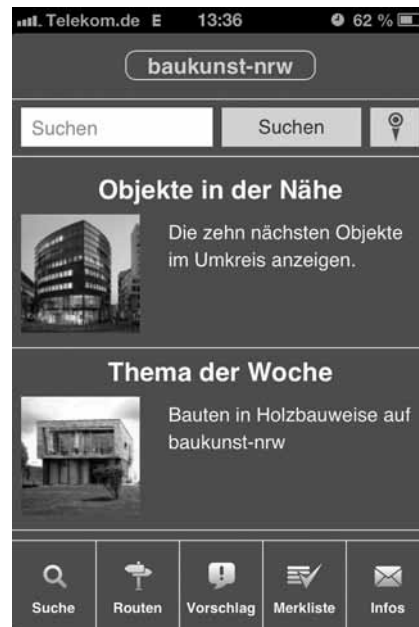 Telekom.de E 13:36 62 %
baukunst-nrw
Suchen Suchen
Objekte in der Nähe
Die zehn nächsten Objekte
im Umkreis anzeigen.
Thema der Woche
Bauten in Holzbauweise auf
baukunst-nrw
Suche Routen Vorschlag Merkliste Infos